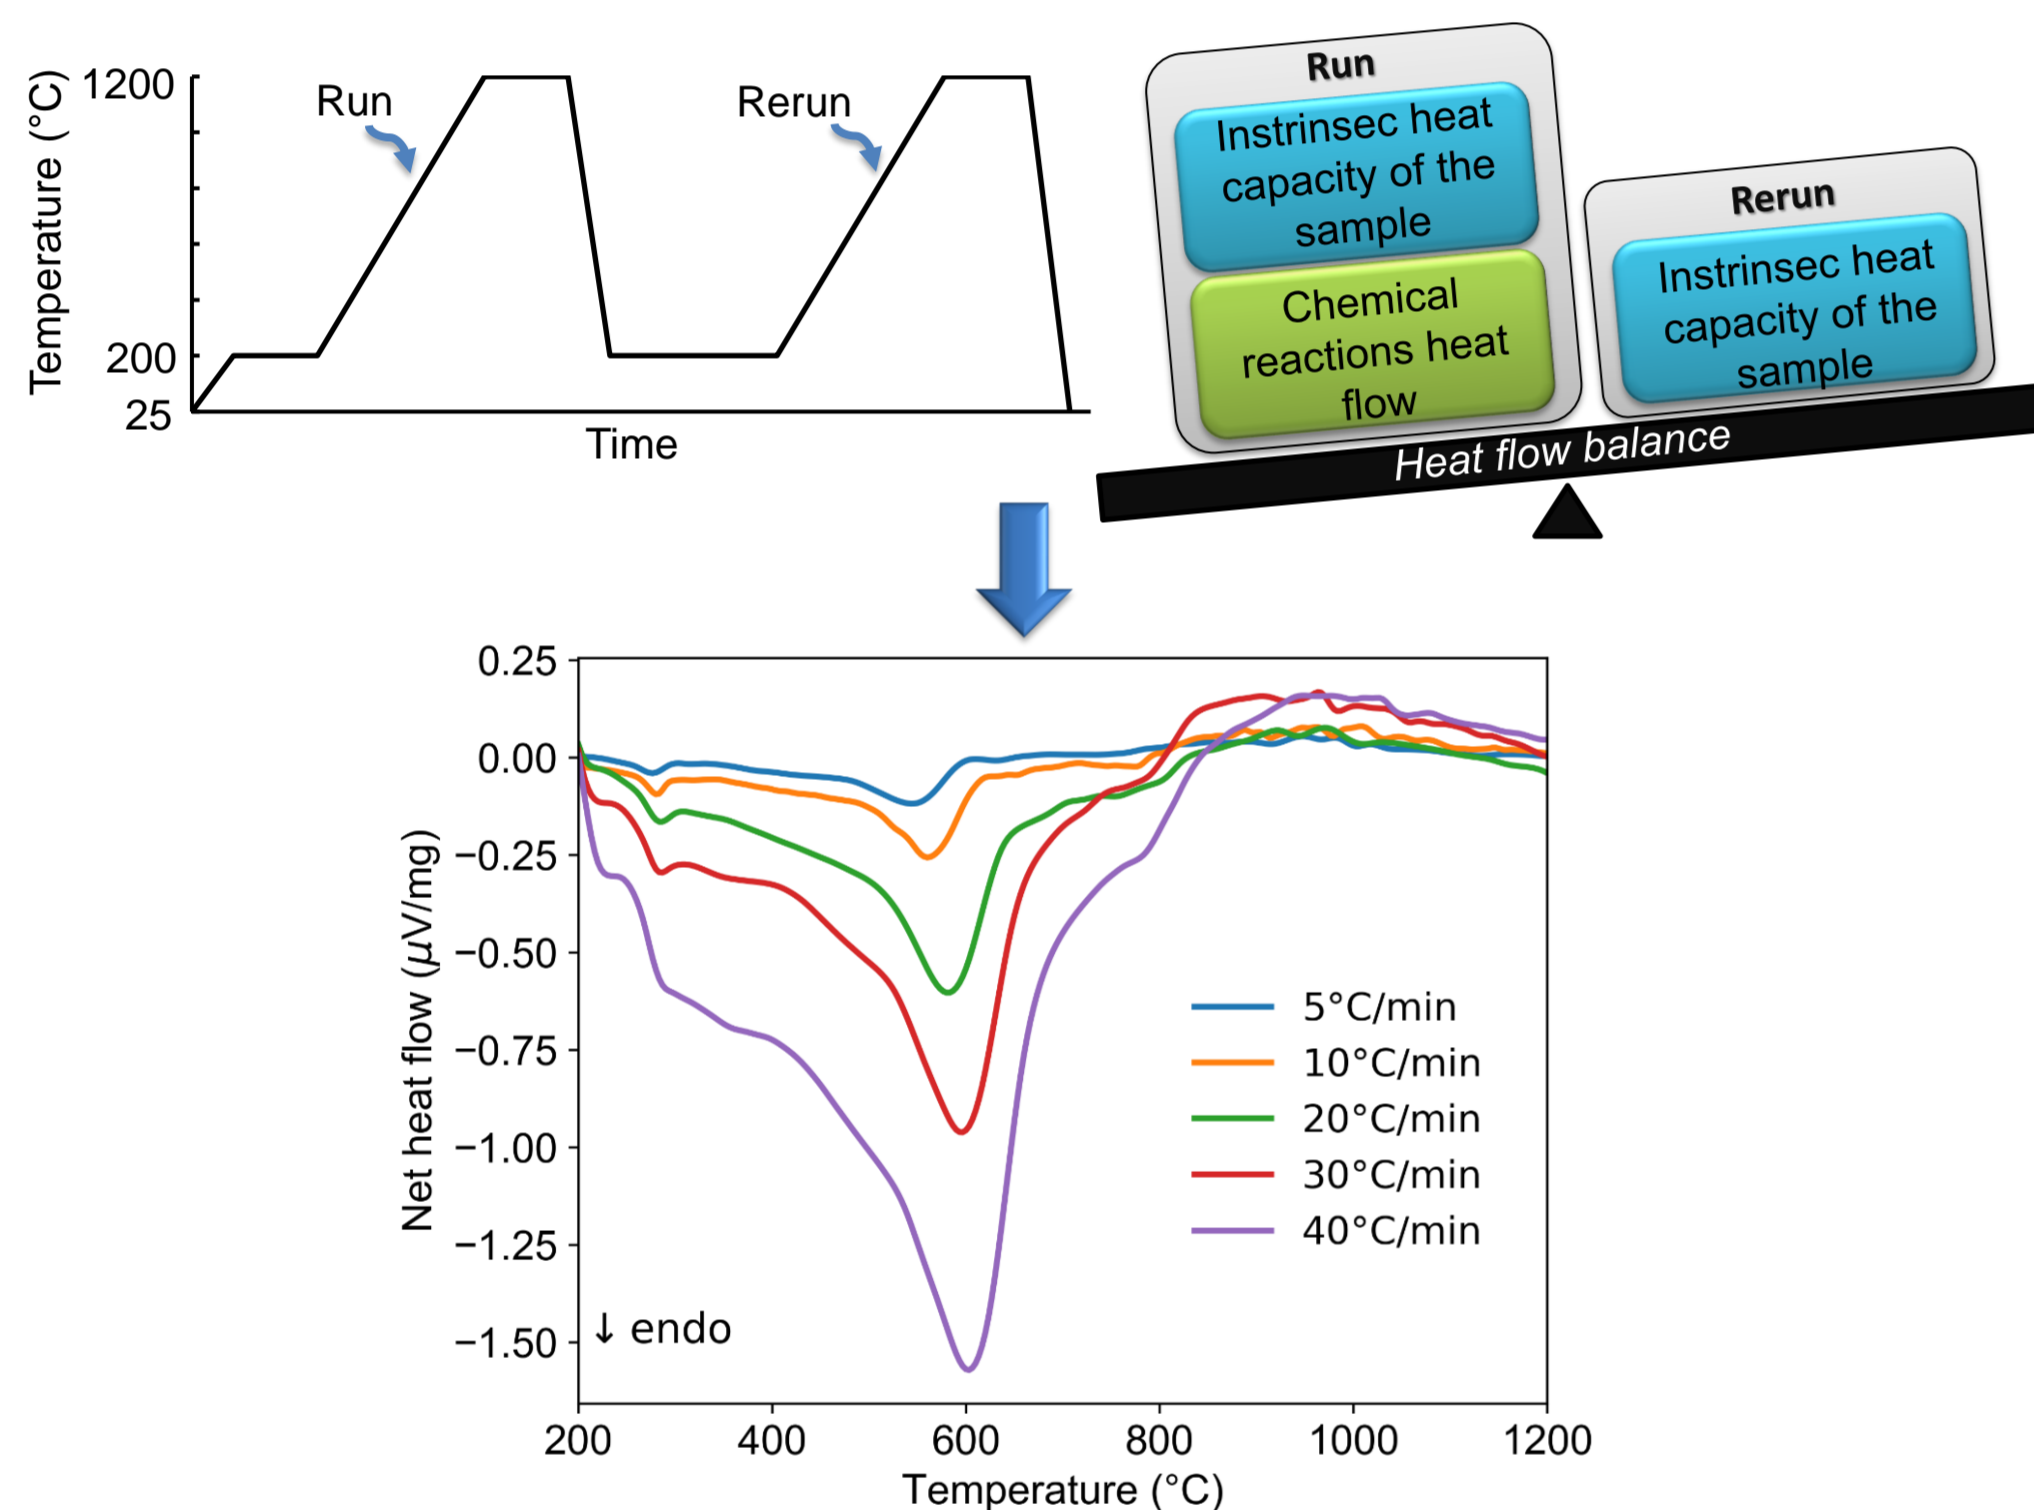 Temperature (°C)
1200
200
25
Run
Rerun
Time
Run
Instrinsec heat
capacity of the
sample
Chemical
reactions heat
flow
Rerun
Instrinsec heat
capacity of the
sample
Heat flow balance
Net heat flow (μV/mg)
0.25
0.00
−0.25
−0.50
−0.75
−1.00
−1.25
−1.50
↓ endo
5°C/min
10°C/min
20°C/min
30°C/min
40°C/min
200
400
600
800
1000
1200
Temperature (°C)